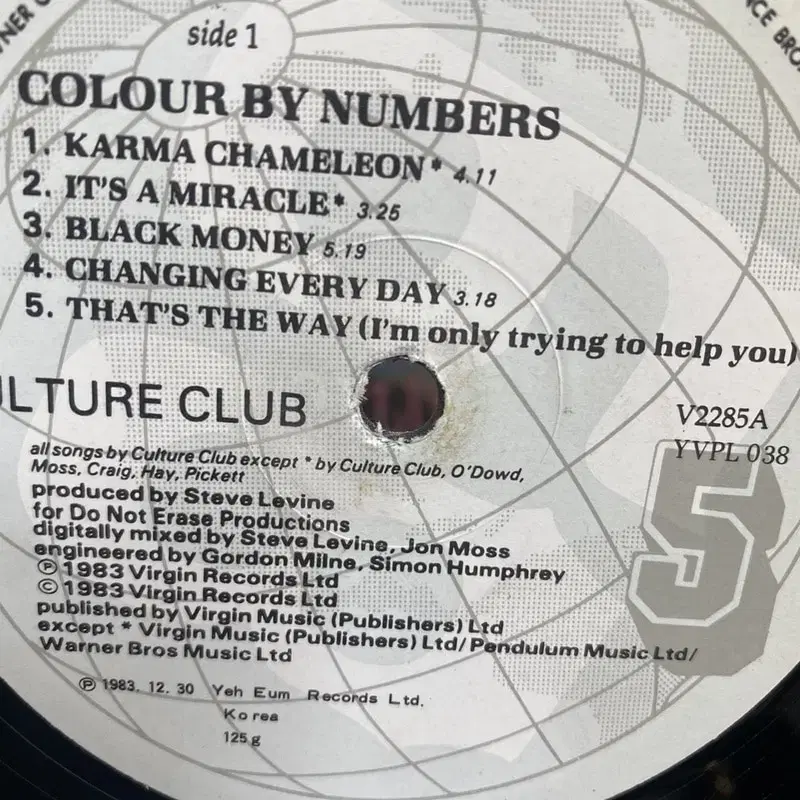 side 1
COLOUR BY NUMBERS
1. KARMA CHAMELEON* 4.11
2. IT'S A MIRACLE* 3.25
3. BLACK MONEY 5.19
4. CHANGING EVERY DAY 3.18
5. THAT'S THE WAY (I'm only trying to help you)
LTURE CLUB
V2285A
YVPL 038
5
all songs by Culture Club except * by Culture Club, O'Dowd,
Moss, Craig, Hay, Pickett
produced by Steve Levine
for Do Not Erase Productions
digitally mixed by Steve Levine, Jon Moss
engineered by Gordon Milne, Simon Humphrey
Ⓟ 1983 Virgin Records Ltd
© 1983 Virgin Records Ltd
published by Virgin Music (Publishers) Ltd
except * Virgin Music (Publishers) Ltd/ Pendulum Music Ltd/
Warner Bros Music Ltd
Ⓟ 1983. 12. 30 Yeh Eum Records Ltd.
Korea
125 g